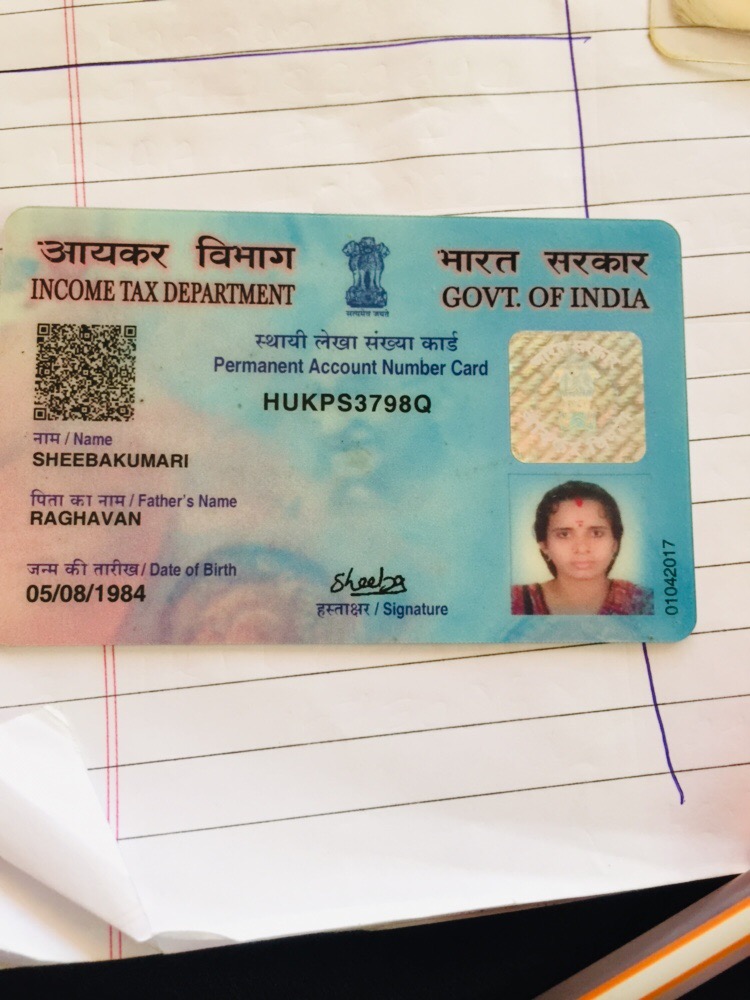 आयकर विभाग
भारत सरकार
INCOME TAX DEPARTMENT
GOVT. OF INDIA
सत्यमेव जयते
स्थायी लेखा संख्या कार्ड
Permanent Account Number Card
HUKPS3798Q
नाम / Name
SHEEBAKUMARI
पिता का नाम / Father's Name
RAGHAVAN
जन्म की तारीख / Date of Birth
05/08/1984
Sheeba
हस्ताक्षर / Signature
01042017